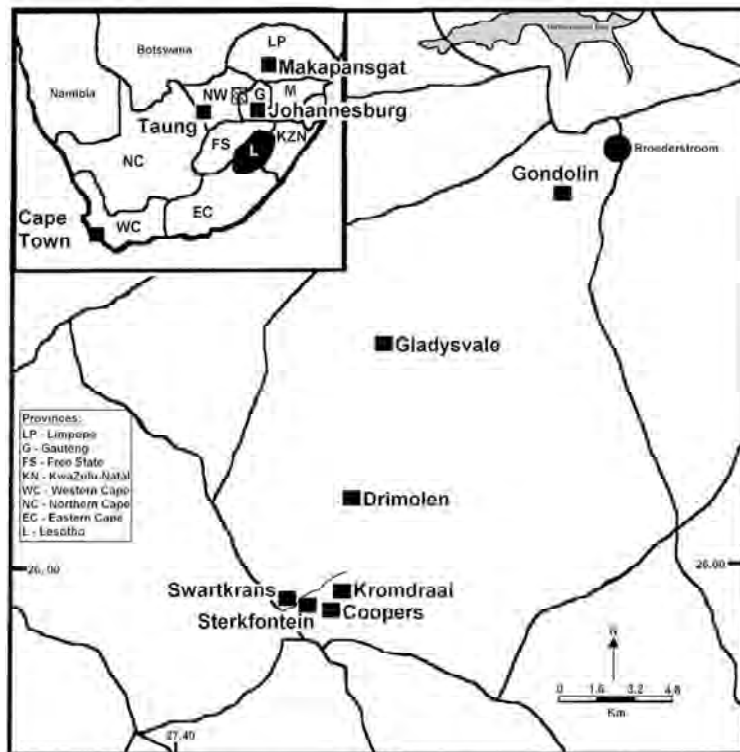 Botswana
LP
Makapansgat
Namibia
NW
G
M
Johannesburg
Taung
FS
L
KZN
NC
Cape
Town
WC
EC
Broederstroom
Gondolin
Gladysvale
Provinces:
LP - Limpopo
G - Gauteng
FS - Free State
KN - KwaZulu-Natal
WC - Western Cape
NC - Northern Cape
EC - Eastern Cape
L - Lesotho
Drimolen
26.00
26.00
Swartkrans
Kromdraai
Sterkfontein
Coopers
N
0 1.6 3.2 4.8
Km
27.40